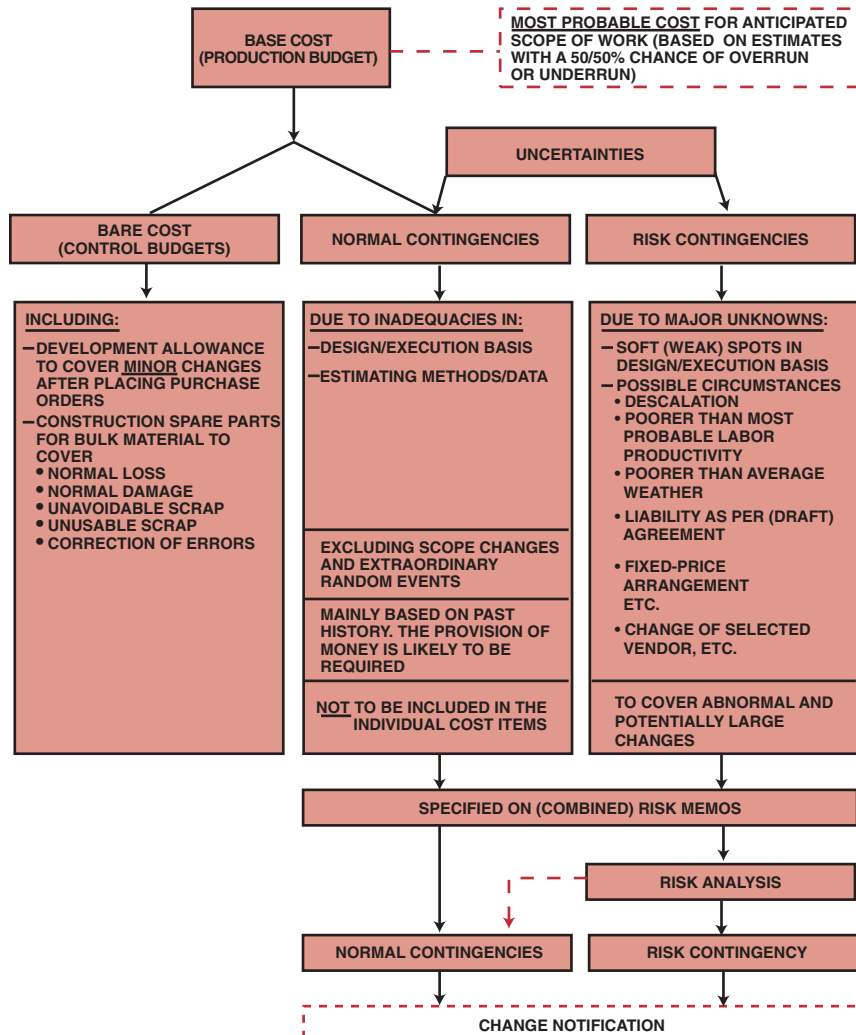 BASE COST
(PRODUCTION BUDGET)
MOST PROBABLE COST FOR ANTICIPATED
SCOPE OF WORK (BASED ON ESTIMATES
WITH A 50/50% CHANCE OF OVERRUN
OR UNDERRUN)
UNCERTAINTIES
BARE COST
(CONTROL BUDGETS)
NORMAL CONTINGENCIES
RISK CONTINGENCIES
INCLUDING:
–DEVELOPMENT ALLOWANCE
TO COVER MINOR CHANGES
AFTER PLACING PURCHASE
ORDERS
–CONSTRUCTION SPARE PARTS
FOR BULK MATERIAL TO
COVER
• NORMAL LOSS
• NORMAL DAMAGE
• UNAVOIDABLE SCRAP
• UNUSABLE SCRAP
• CORRECTION OF ERRORS
DUE TO INADEQUACIES IN:
–DESIGN/EXECUTION BASIS
–ESTIMATING METHODS/DATA
EXCLUDING SCOPE CHANGES
AND EXTRAORDINARY
RANDOM EVENTS
MAINLY BASED ON PAST
HISTORY. THE PROVISION OF
MONEY IS LIKELY TO BE
REQUIRED
NOT TO BE INCLUDED IN THE
INDIVIDUAL COST ITEMS
DUE TO MAJOR UNKNOWNS:
–SOFT (WEAK) SPOTS IN
DESIGN/EXECUTION BASIS
–POSSIBLE CIRCUMSTANCES
• DESCALATION
• POORER THAN MOST
PROBABLE LABOR
PRODUCTIVITY
• POORER THAN AVERAGE
WEATHER
• LIABILITY AS PER (DRAFT)
AGREEMENT
• FIXED-PRICE
ARRANGEMENT
ETC.
• CHANGE OF SELECTED
VENDOR, ETC.
TO COVER ABNORMAL AND
POTENTIALLY LARGE
CHANGES
SPECIFIED ON (COMBINED) RISK MEMOS
RISK ANALYSIS
NORMAL CONTINGENCIES
RISK CONTINGENCY
CHANGE NOTIFICATION